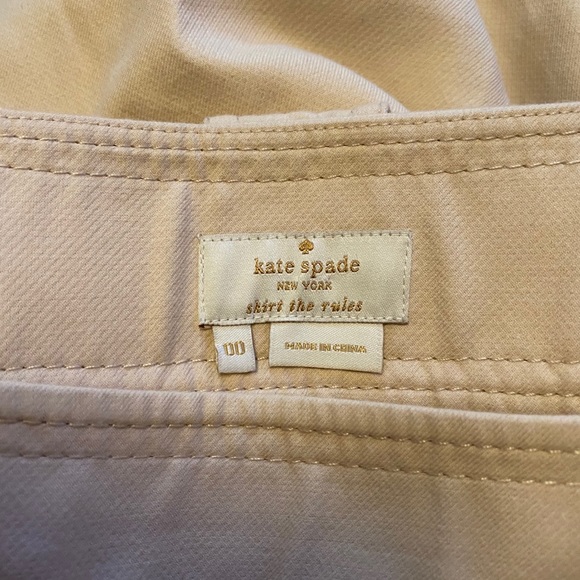 kate spade
NEW YORK
skirt the rules
00
MADE IN CHINA